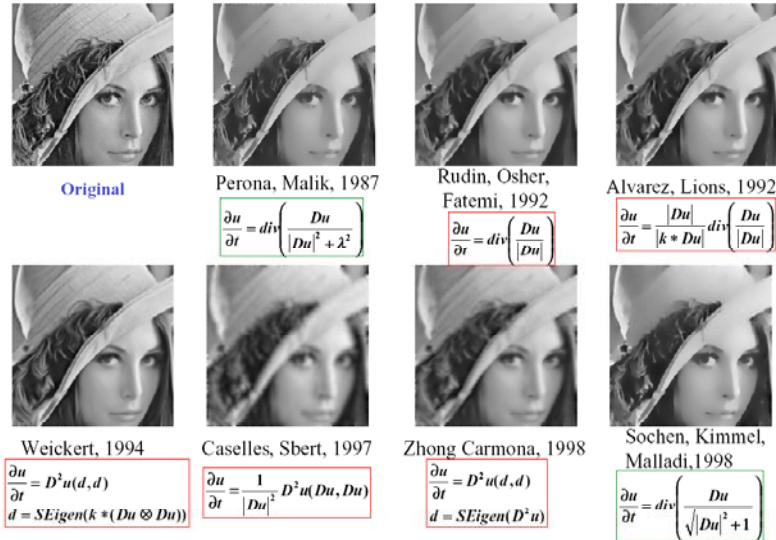 Original
Perona, Malik, 1987
∂u/∂t = div(Du / (|Du|² + λ²))
Rudin, Osher,
Fatemi, 1992
∂u/∂t = div(Du / |Du|)
Alvarez, Lions, 1992
∂u/∂t = |Du| / |k * Du| div(Du / |Du|)
Weickert, 1994
∂u/∂t = D²u(d,d)
d = SEigen(k *(Du ⊗ Du))
Caselles, Sbert, 1997
∂u/∂t = 1 / |Du|² D²u(Du, Du)
Zhong Carmona, 1998
∂u/∂t = D²u(d,d)
d = SEigen(D²u)
Sochen, Kimmel,
Malladi,1998
∂u/∂t = div(Du / √(|Du|² + 1))